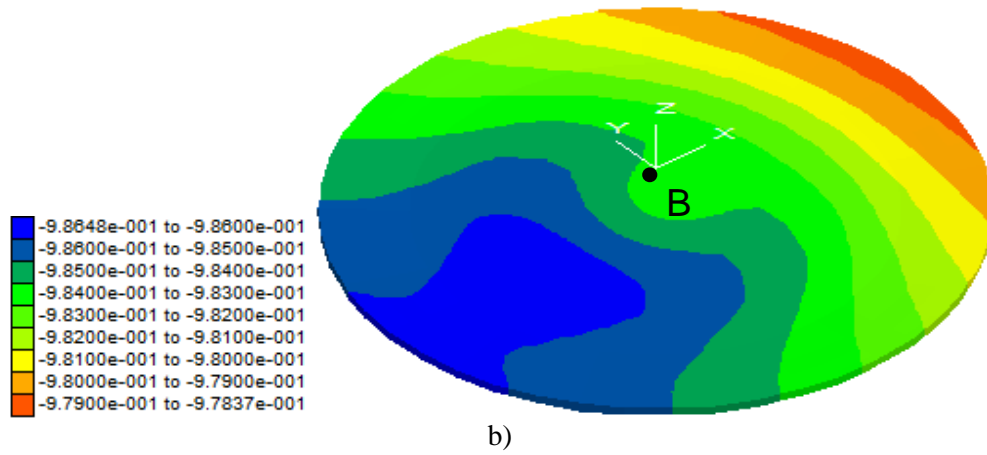 Z
Y X
B
-9.8648e-001 to -9.8600e-001
-9.8600e-001 to -9.8500e-001
-9.8500e-001 to -9.8400e-001
-9.8400e-001 to -9.8300e-001
-9.8300e-001 to -9.8200e-001
-9.8200e-001 to -9.8100e-001
-9.8100e-001 to -9.8000e-001
-9.8000e-001 to -9.7900e-001
-9.7900e-001 to -9.7837e-001
b)